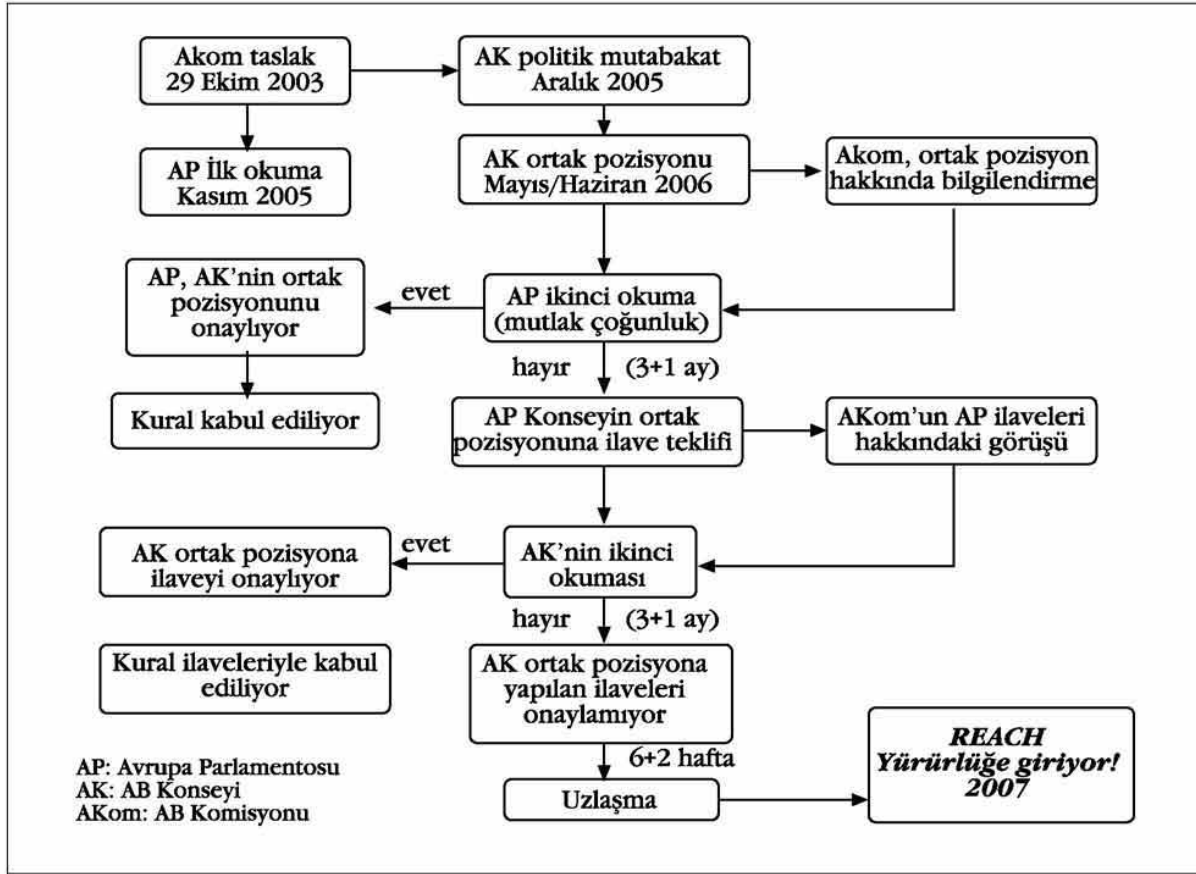 Akom taslak
29 Ekim 2003
AK politik mutabakat
Aralık 2005
AP İlk okuma
Kasım 2005
AK ortak pozisyonu
Mayıs/Haziran 2006
Akom, ortak pozisyon
hakkında bilgilendirme
AP, AK'nin ortak
pozisyonunu
onaylıyor
evet
AP ikinci okuma
(mutlak çoğunluk)
hayır (3+1 ay)
Kural kabul ediliyor
AP Konseyin ortak
pozisyonuna ilave teklifi
AKom'un AP ilaveleri
hakkındaki görüşü
AK ortak pozisyona
ilaveyi onaylıyor
evet
AK'nin ikinci
okuması
hayır (3+1 ay)
Kural ilaveleriyle kabul
ediliyor
AK ortak pozisyona
yapılan ilaveleri
onaylamıyor
6+2 hafta
Uzlaşma
REACH
Yürürlüğe giriyor!
2007
AP: Avrupa Parlamentosu
AK: AB Konseyi
AKom: AB Komisyonu